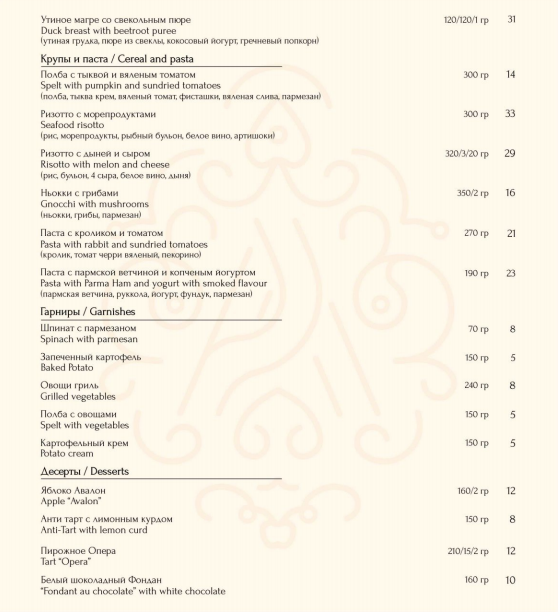 Утиное магре со свекольным пюре 120/120/1 гр 31
Duck breast with beetroot puree
(утиная грудка, пюре из свеклы, кокосовый йогурт, гречневый попкорн)
Крупы и паста / Cereal and pasta
Полба с тыквой и вяленым томатом 300 гр 14
Spelt with pumpkin and sundried tomatoes
(полба, тыква крем, вяленый томат, фисташки, вяленая слива, пармезан)
Ризотто с морепродуктами 300 гр 33
Seafood risotto
(рис, морепродукты, рыбный бульон, белое вино, артишоки)
Ризотто с дыней и сыром 320/3/20 гр 29
Risotto with melon and cheese
(рис, бульон, 4 сыра, белое вино, дыня)
Ньокки с грибами 350/2 гр 16
Gnocchi with mushrooms
(ньокки, грибы, пармезан)
Паста с кроликом и томатом 270 гр 21
Pasta with rabbit and sundried tomatoes
(кролик, томат черри вяленый, пекорино)
Паста с пармской ветчиной и копченым йогуртом 190 гр 23
Pasta with Parma Ham and yogurt with smoked flavour
(пармская ветчина, руккола, йогурт, фундук, пармезан)
Гарниры / Garnishes
Шпинат с пармезаном 70 гр 8
Spinach with parmesan
Запеченный картофель 150 гр 5
Baked Potato
Овощи гриль 240 гр 8
Grilled vegetables
Полба с овощами 150 гр 5
Spelt with vegetables
Картофельный крем 150 гр 5
Potato cream
Десерты / Desserts
Яблоко Авалон 160/2 гр 12
Apple “Avalon”
Анти тарт с лимонным курдом 150 гр 8
Anti-Tart with lemon curd
Пирожное Опера 210/15/2 гр 12
Tart “Opera”
Белый шоколадный Фондан 160 гр 10
“Fondant au chocolate” with white chocolate